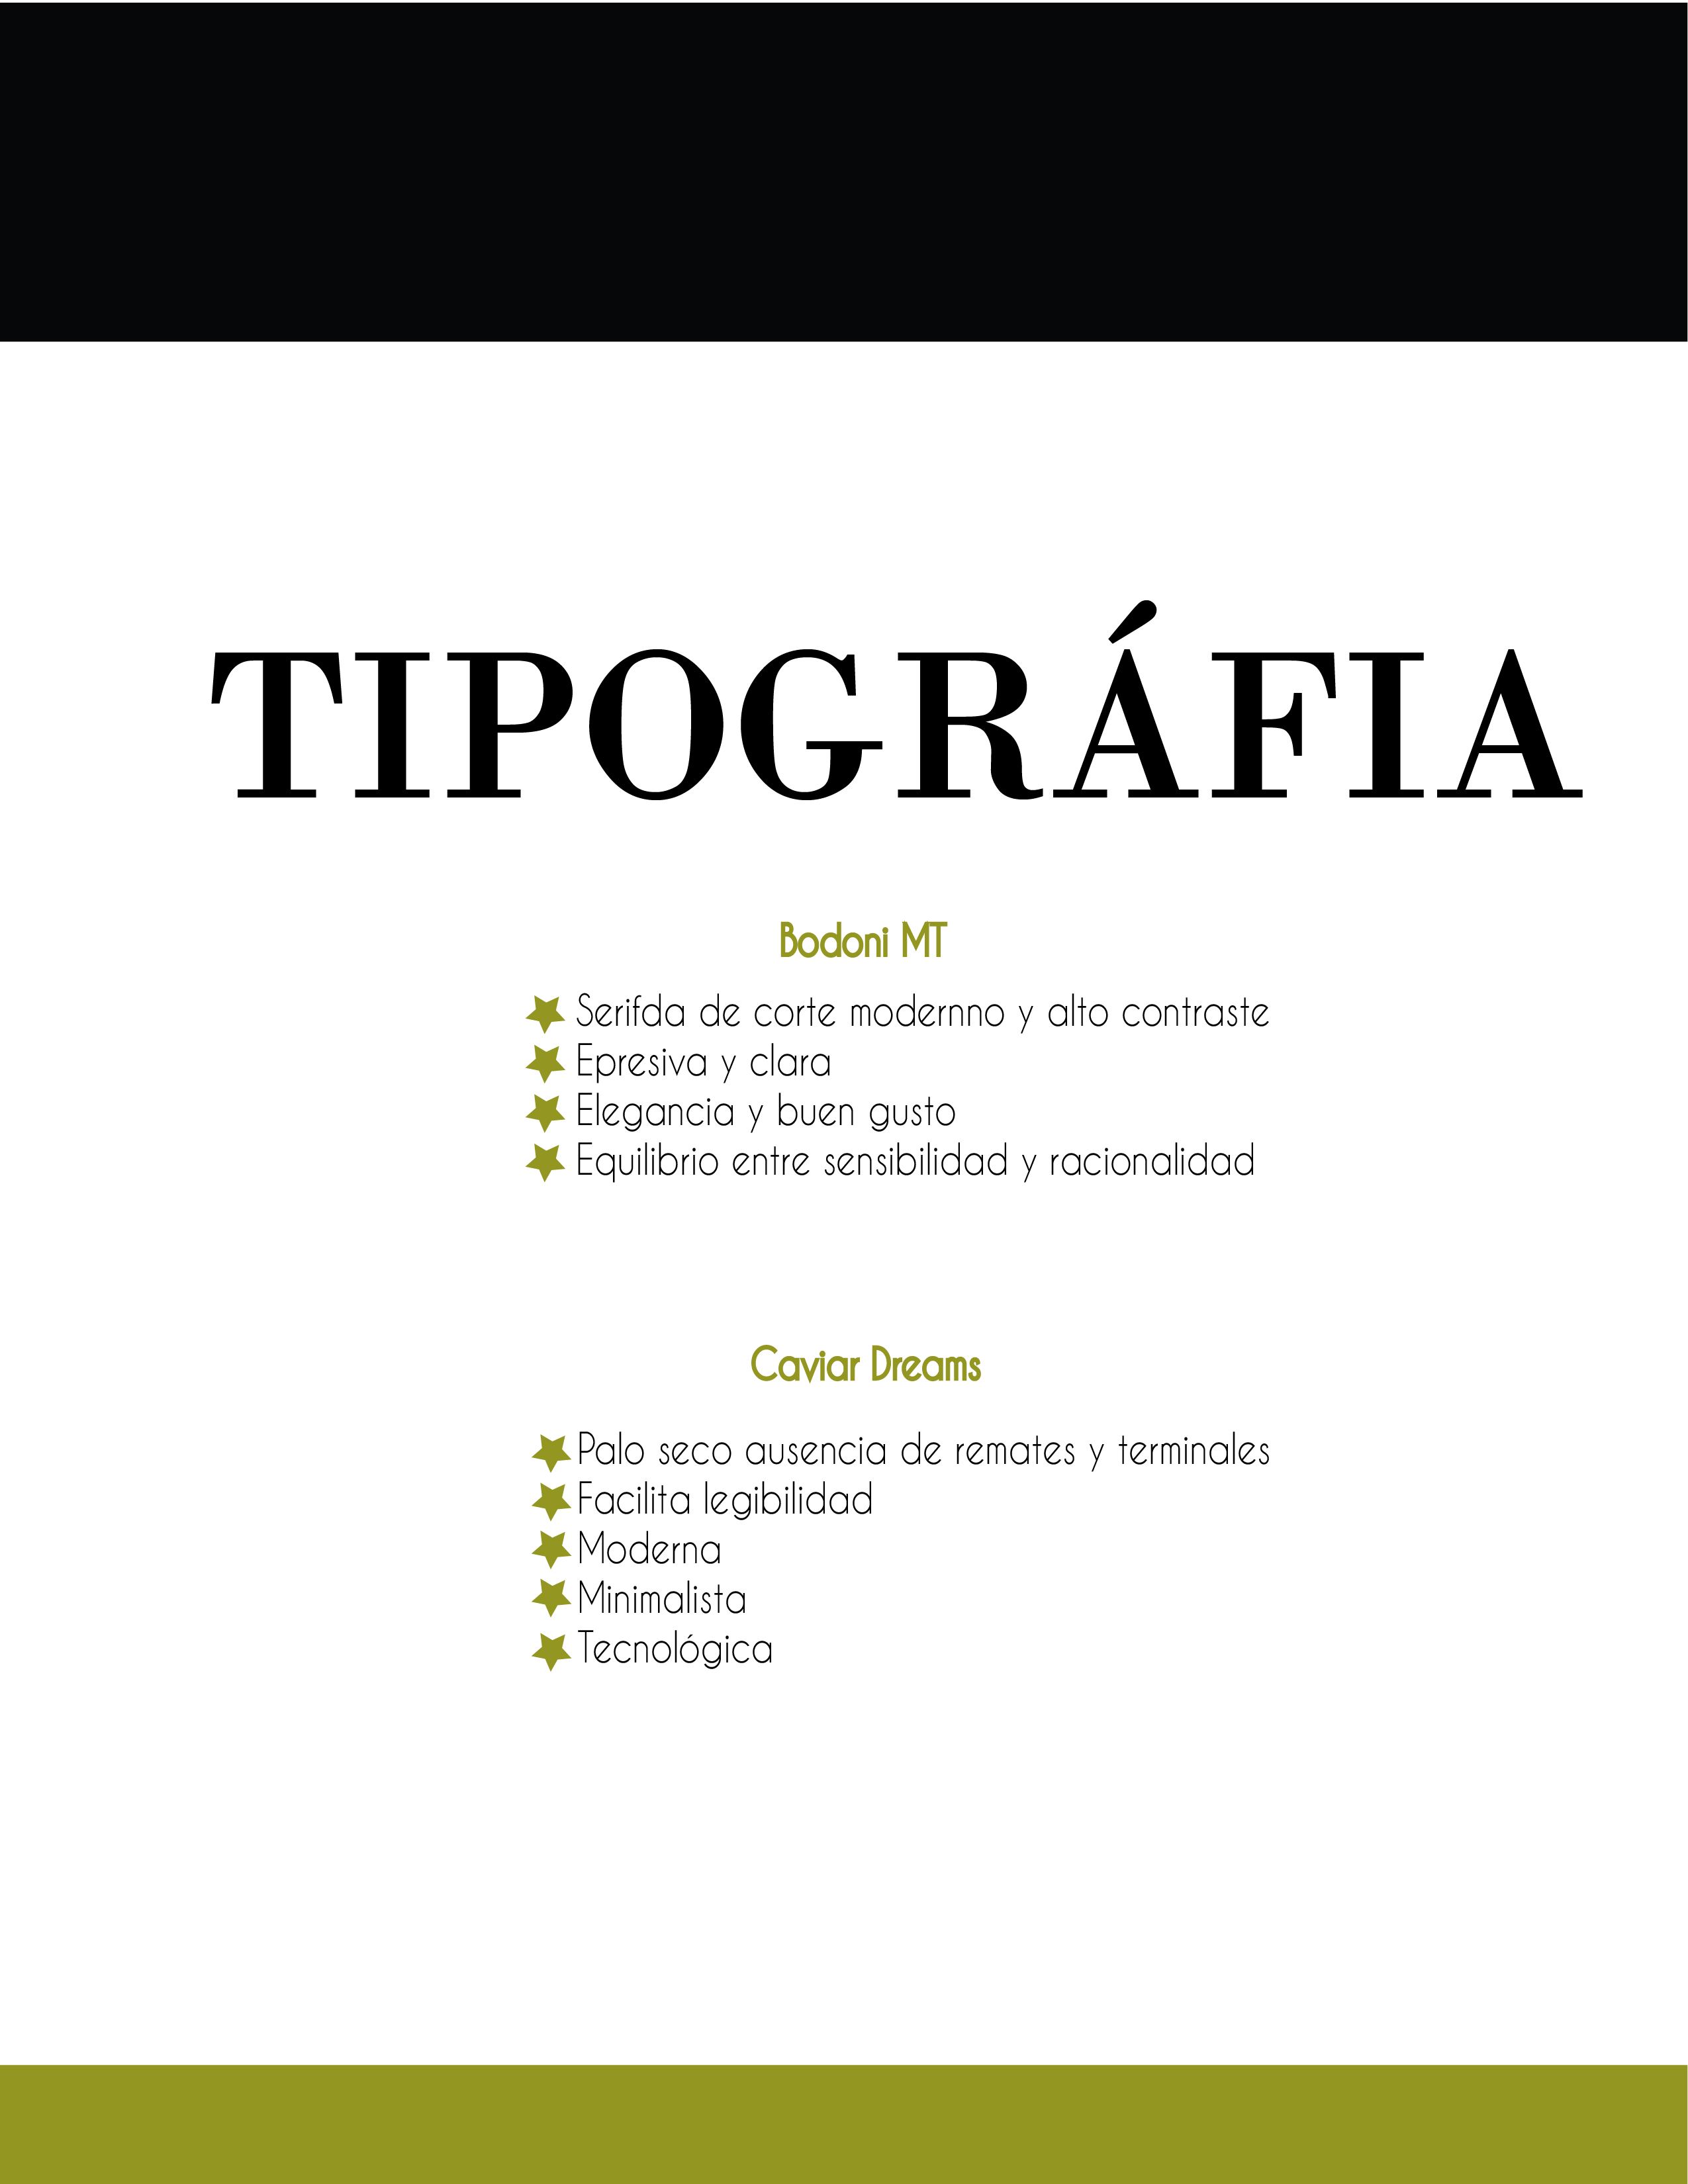 TIPOGRÁFIA
Bodoni MT
Serifda de corte modernno y alto contraste
Epresiva y clara
Elegancia y buen gusto
Equilibrio entre sensibilidad y racionalidad
Caviar Dreams
Palo seco ausencia de remates y terminales
Facilita legibilidad
Moderna
Minimalista
Tecnológica